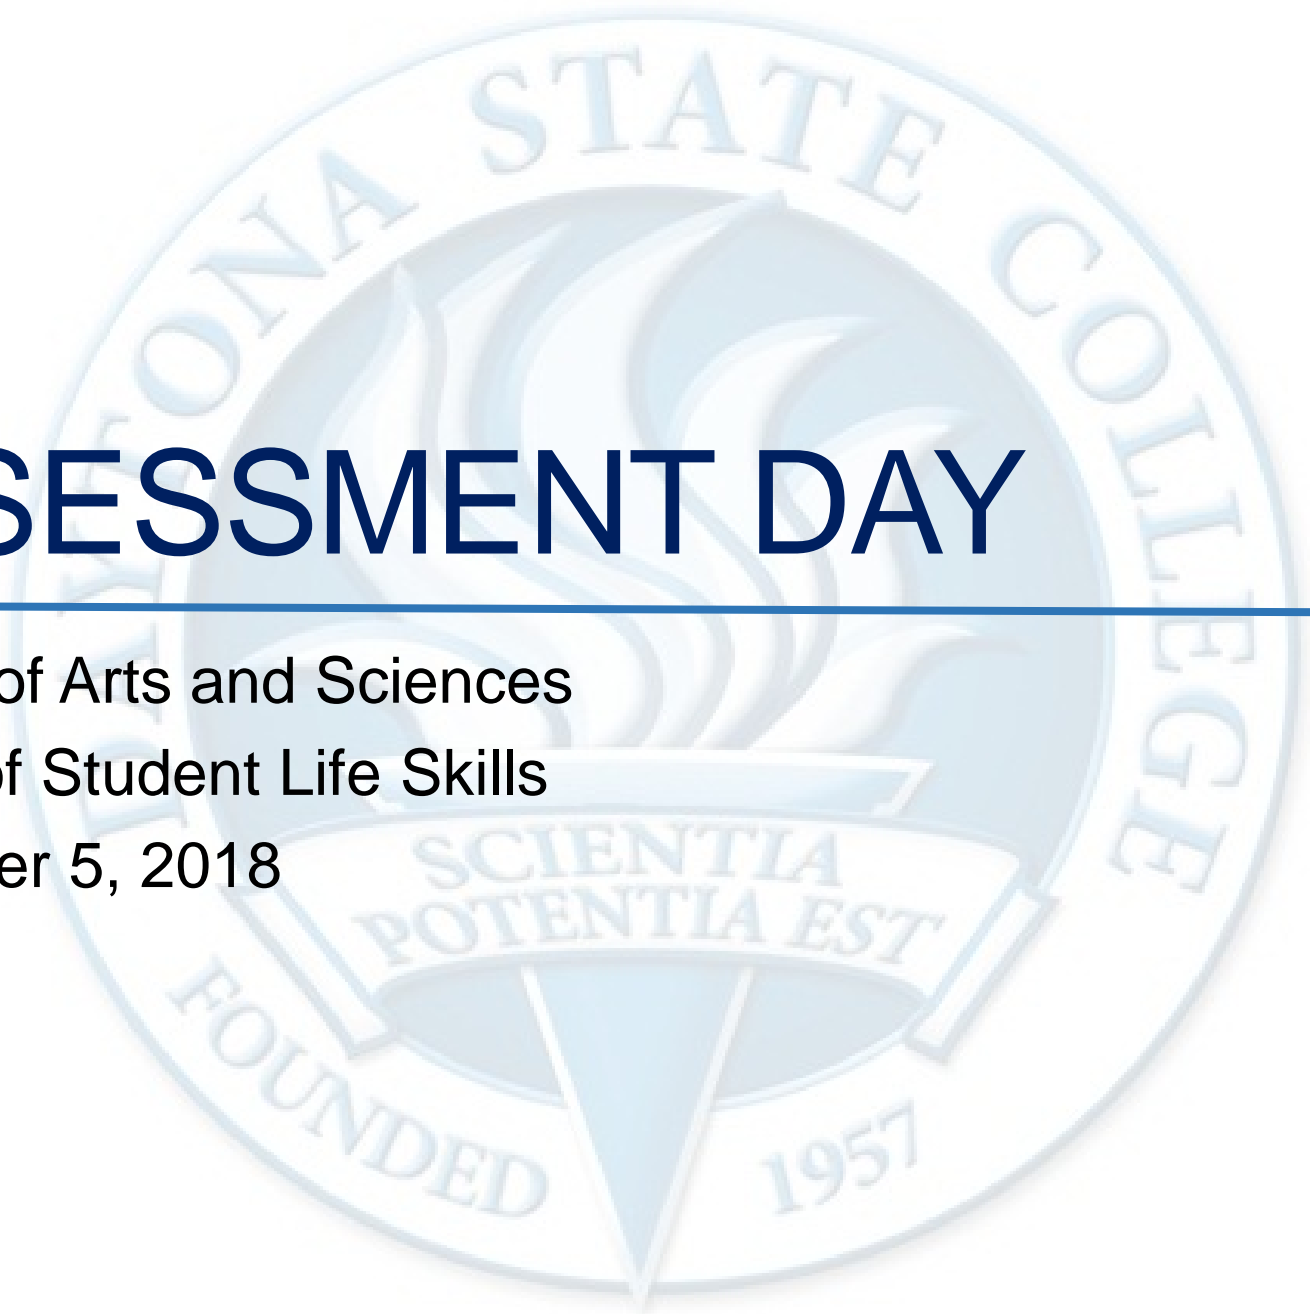 DAYTONA STATE COLLEGE
SESSMENT DAY
of Arts and Sciences
of Student Life Skills
er 5, 2018
SCIENTIA
POTENTIA EST
FOUNDED 1957